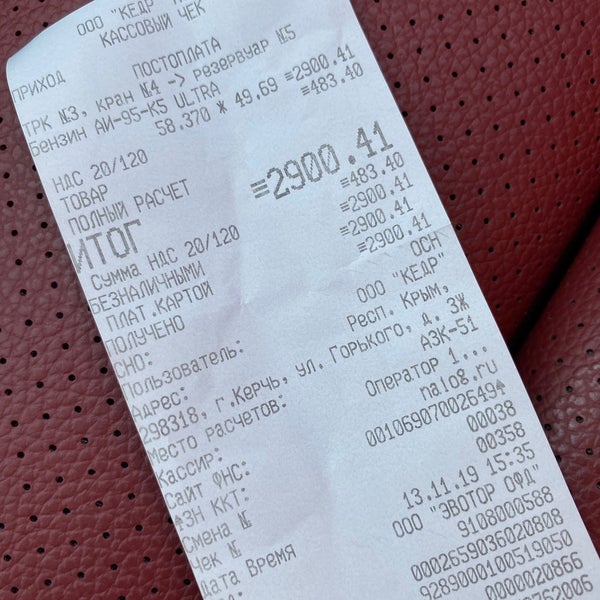 ООО "КЕДР
КАССОВЫЙ ЧЕК
ПОСТОПЛАТА
ПРИХОД
ТРК №3, кран №4 -> резервуар №5
Бензин АИ-95-К5 ULTRA
58.370 * 49.69 ≡2900.41
НДС 20/120 ≡483.40
ТОВАР
ПОЛНЫЙ РАСЧЕТ
ИТОГ ≡2900.41
Сумма НДС 20/120 ≡483.40
БЕЗНАЛИЧНЫМИ ≡2900.41
ПЛАТ.КАРТОЙ ≡2900.41
ПОЛУЧЕНО ≡2900.41
СНО: ОСН
Пользователь: ООО "КЕДР"
Адрес: Респ. Крым,
298318, г.Керчь, ул. Горького, д. 3Ж
Место расчетов: АЗК-51
Кассир: Оператор 1...
Сайт ФНС: nalog.ru
ЗН ККТ: 00106907002649
Смена № 00038
Чек № 00358
Дата Время 13.11.19 15:35
ООО "ЭВОТОР ОФД"
9108000588
0002659036020808
9289000100519050
0000020866